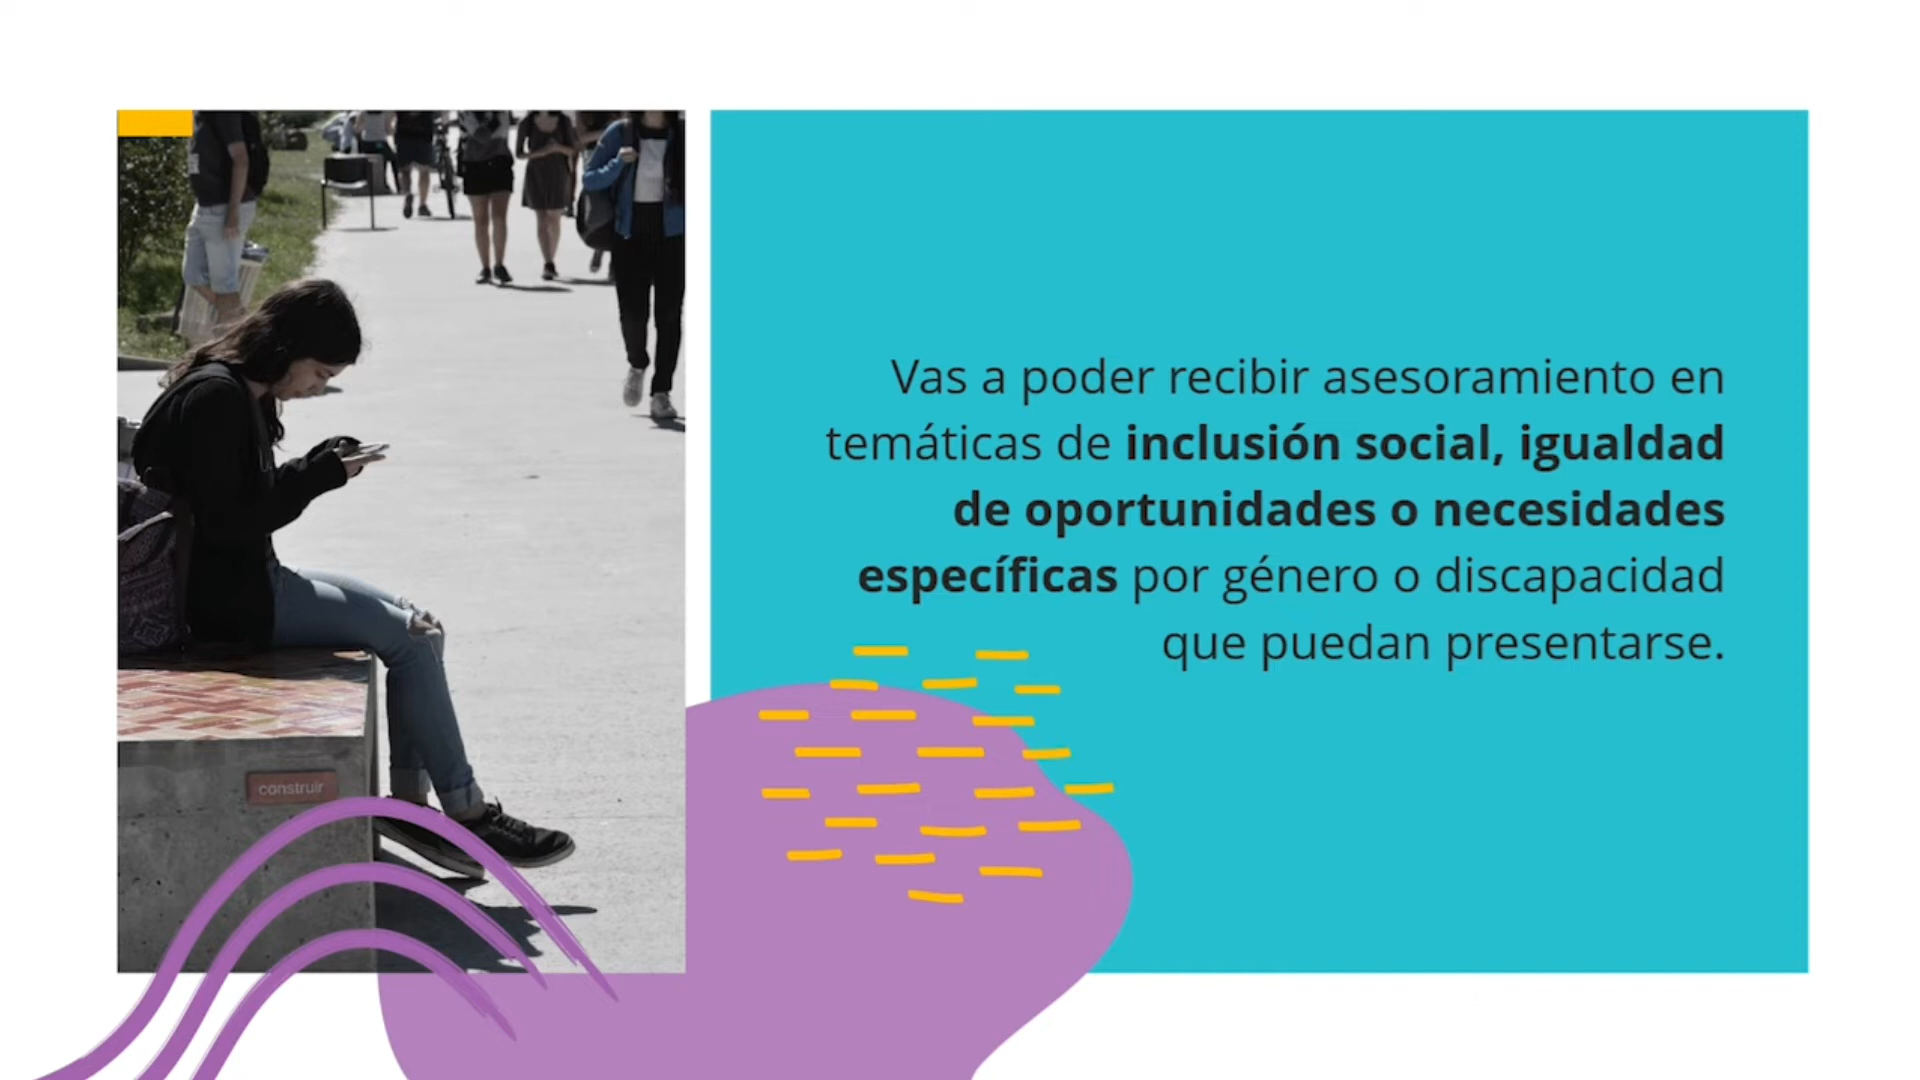 Vas a poder recibir asesoramiento en
temáticas de inclusión social, igualdad
de oportunidades o necesidades
específicas por género o discapacidad
que puedan presentarse.
construir